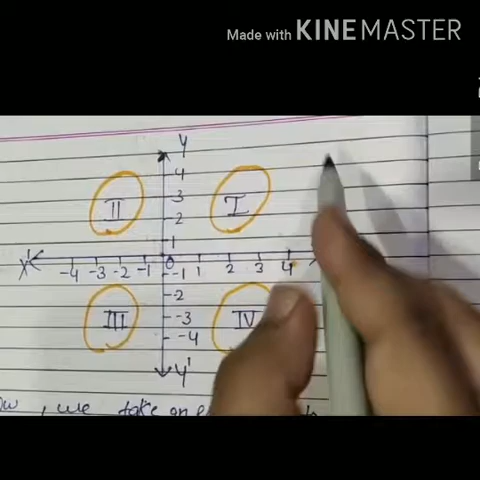 Made with KINEMASTER
Y
4
II 3 I
2
1
X' -4 -3 -2 -1 0 1 2 3 4
-1
-2
III -3 IV
-4
Y'
, we take an